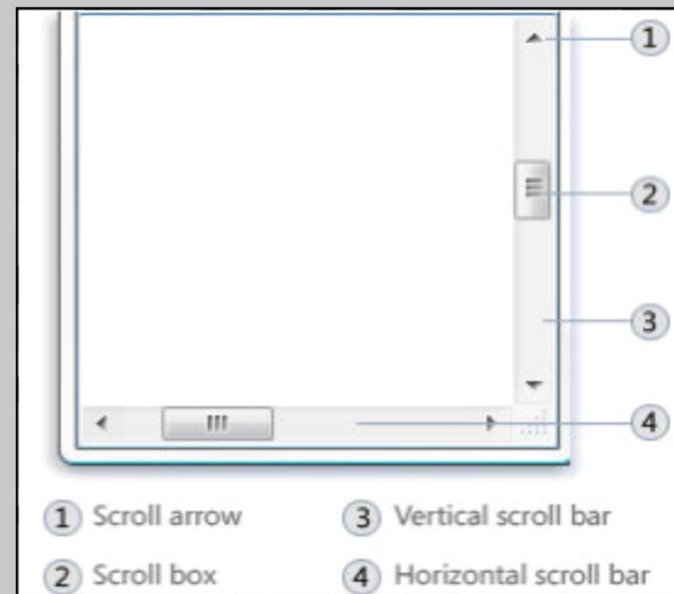 1
2
3
4
1 Scroll arrow
3 Vertical scroll bar
2 Scroll box
4 Horizontal scroll bar